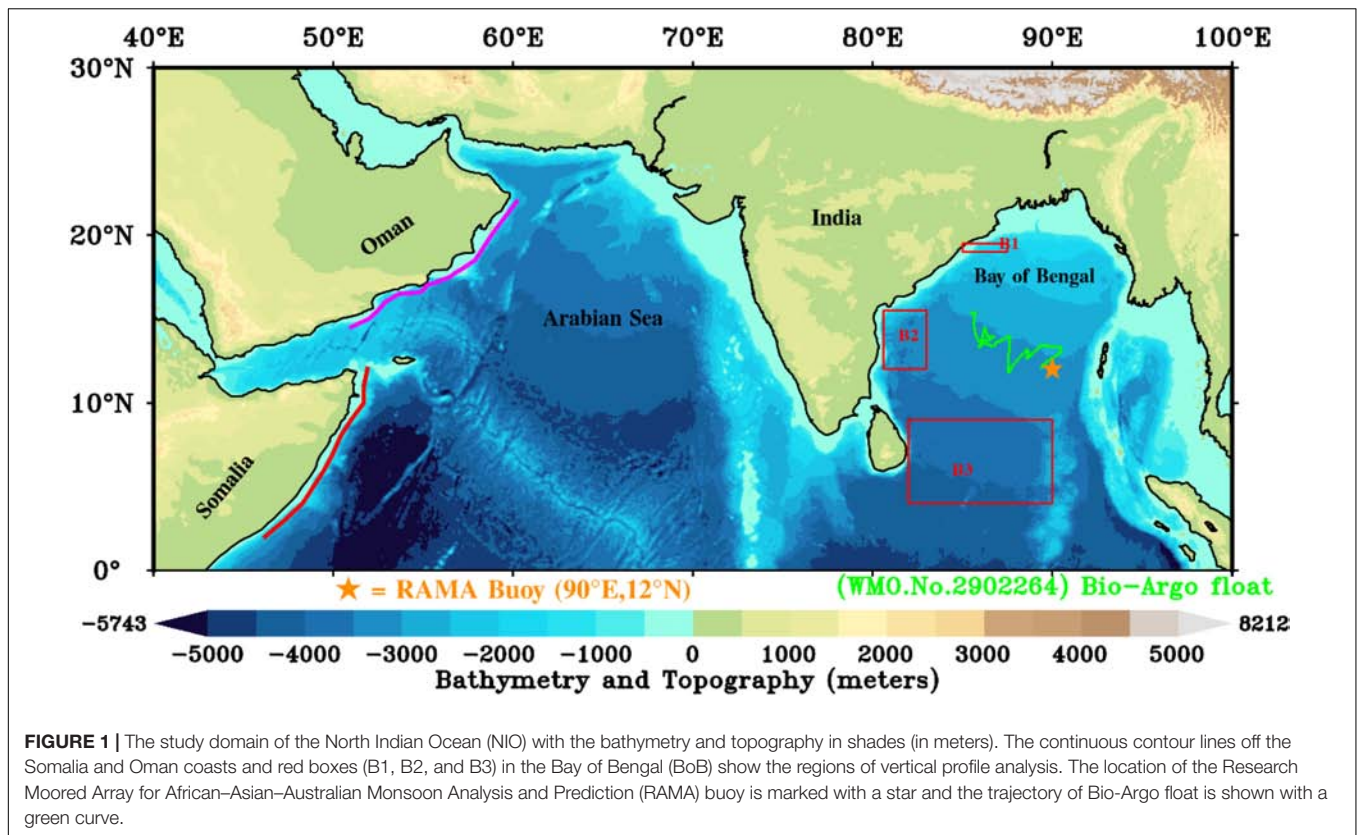 40°E 50°E 60°E 70°E 80°E 90°E 100°E
30°N
20°N
10°N
0°
Oman
India
B1
Bay of Bengal
Arabian Sea
B2
Somalia
B3
★ = RAMA Buoy (90°E,12°N)
(WMO.No.2902264) Bio-Argo float
-5743
8212
-5000 -4000 -3000 -2000 -1000 0 1000 2000 3000 4000 5000
Bathymetry and Topography (meters)
FIGURE 1 | The study domain of the North Indian Ocean (NIO) with the bathymetry and topography in shades (in meters). The continuous contour lines off the
Somalia and Oman coasts and red boxes (B1, B2, and B3) in the Bay of Bengal (BoB) show the regions of vertical profile analysis. The location of the Research
Moored Array for African–Asian–Australian Monsoon Analysis and Prediction (RAMA) buoy is marked with a star and the trajectory of Bio-Argo float is shown with a
green curve.